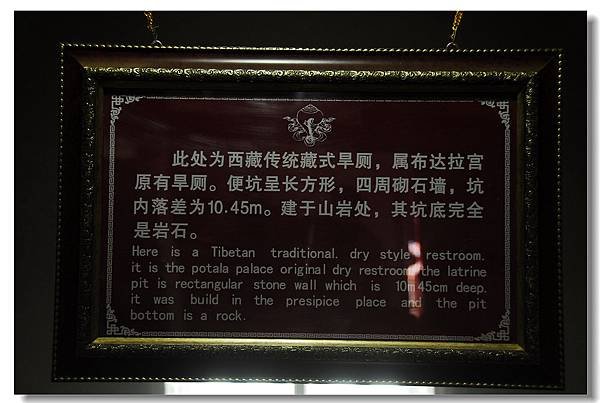 此处为西藏传统藏式旱厕，属布达拉宫
原有旱厕。便坑呈长方形，四周砌石墙，坑
内落差为10.45m。建于山岩处，其坑底完全
是岩石。
Here is a Tibetan traditional. dry style restroom.
it is the potala palace original dry restroom the latrine
pit is rectangular stone wall which is 10m45cm deep.
it was build in the presipice place and the pit
bottom is a rock.